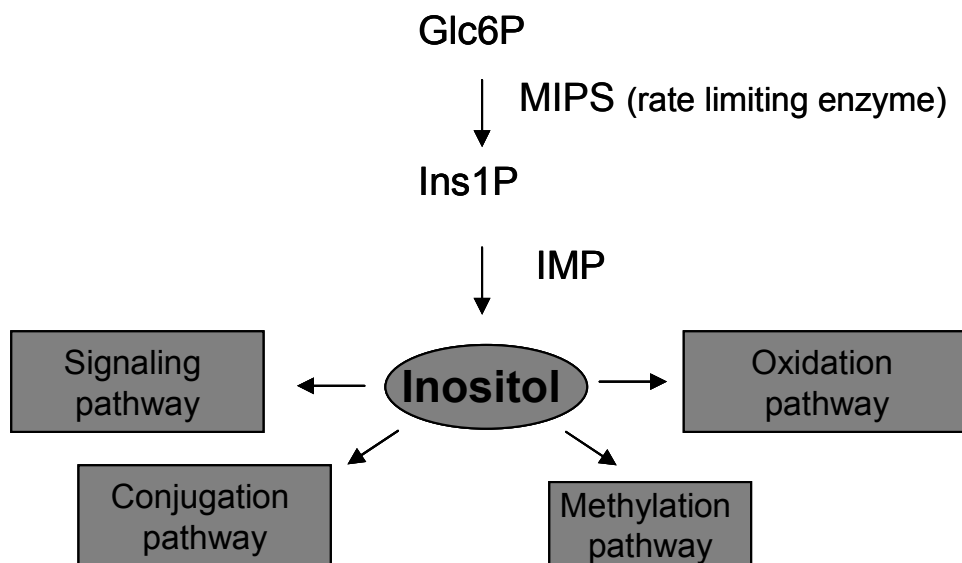 Glc6P
MIPS (rate limiting enzyme)
Ins1P
IMP
Signaling
pathway
Inositol
Oxidation
pathway
Conjugation
pathway
Methylation
pathway